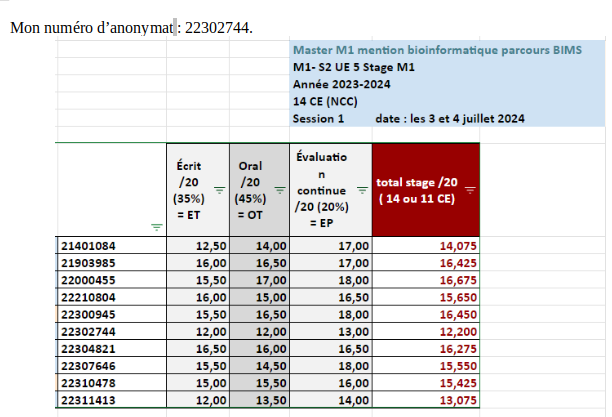 Mon numéro d’anonymat : 22302744.
Master M1 mention bioinformatique parcours BIMS
M1- S2 UE 5 Stage M1
Année 2023-2024
14 CE (NCC)
Session 1 date : les 3 et 4 juillet 2024
Écrit /20 (35%) = ET
Oral /20 (45%) = OT
Évaluatio n continue /20 (20%) = EP
total stage /20 ( 14 ou 11 CE)
21401084 12,50 14,00 17,00 14,075
21903985 16,00 16,50 17,00 16,425
22000455 15,50 17,00 18,00 16,675
22210804 16,00 15,00 16,50 15,650
22300945 15,50 16,50 18,00 16,450
22302744 12,00 12,00 13,00 12,200
22304821 16,50 16,00 16,50 16,275
22307646 15,50 14,50 18,00 15,550
22310478 15,00 15,50 16,00 15,425
22311413 12,00 13,50 14,00 13,075